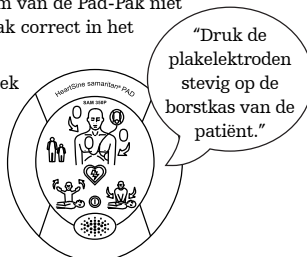 m van de Pad-Pak niet
ak correct in het
ek
“Druk de
plakelektroden
stevig op de
borstkas van de
patiënt.”
HeartSine samaritan® PAD
SAM 350P